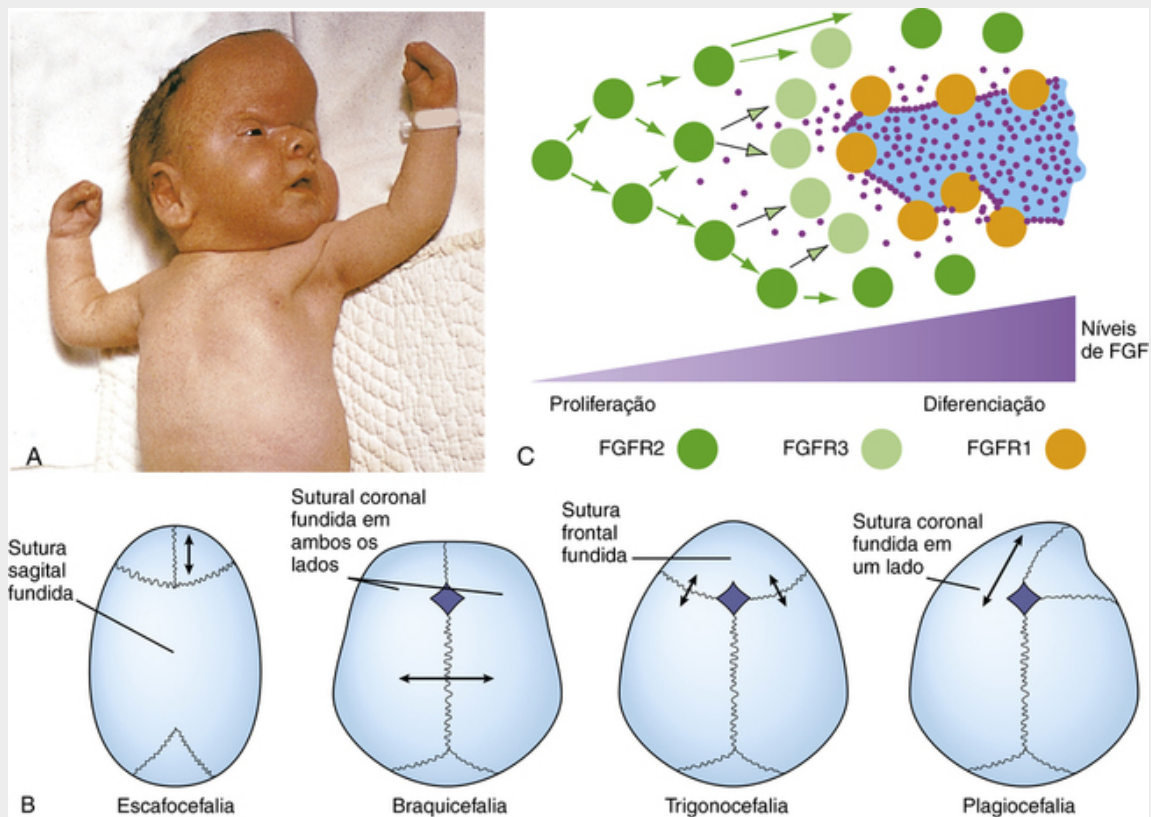 A
Níveis
de FGF
Proliferação
Diferenciação
C
FGFR2
FGFR3
FGFR1
Sutura
sagital
fundida
Sutural coronal
fundida em
ambos os
lados
Sutura
frontal
fundida
Sutura coronal
fundida em
um lado
B
Escafocefalia
Braquicefalia
Trigonocefalia
Plagiocefalia